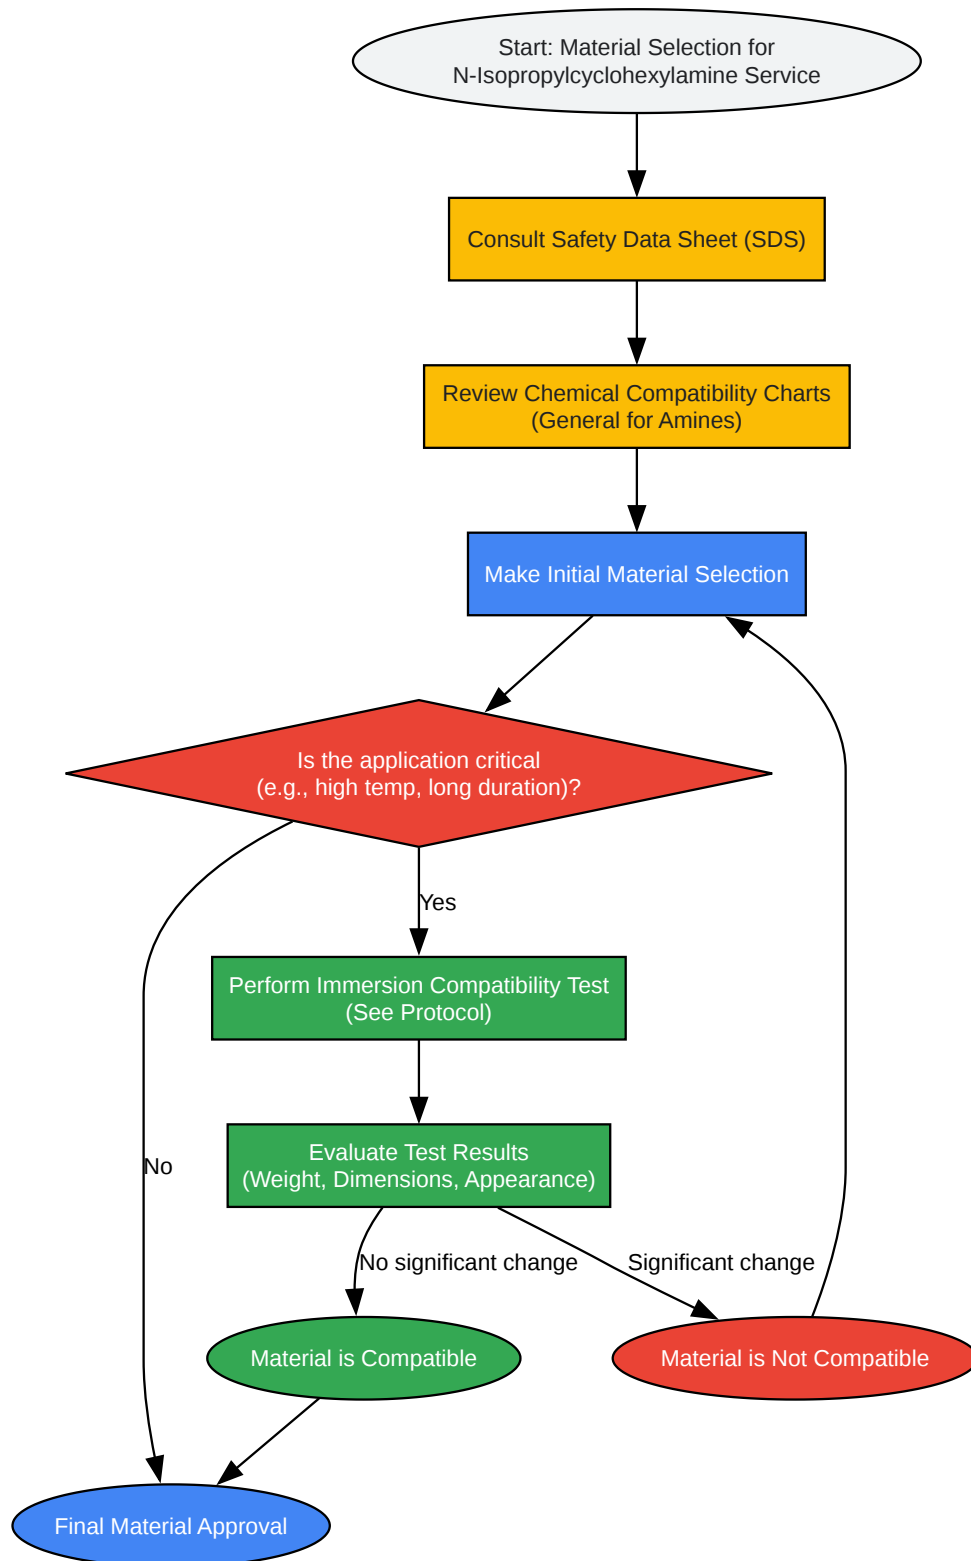 Start: Material Selection for
N-Isopropylcyclohexylamine Service
Consult Safety Data Sheet (SDS)
Review Chemical Compatibility Charts
(General for Amines)
Make Initial Material Selection
Is the application critical
(e.g., high temp, long duration)?
Yes
Perform Immersion Compatibility Test
(See Protocol)
Evaluate Test Results
(Weight, Dimensions, Appearance)
No
No significant change
Significant change
Material is Compatible
Material is Not Compatible
Final Material Approval